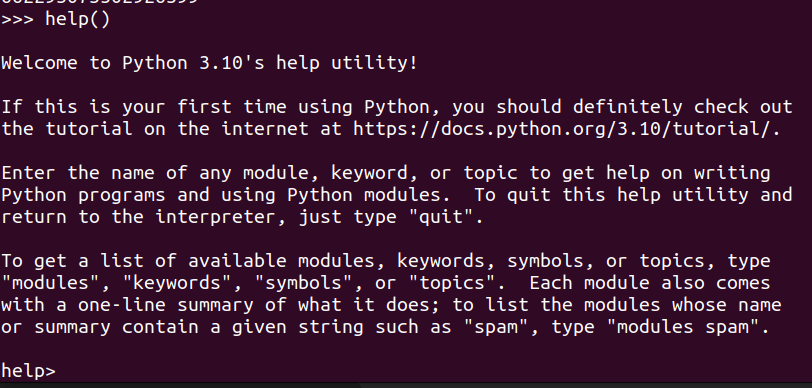 >>> help()
Welcome to Python 3.10's help utility!
If this is your first time using Python, you should definitely check out
the tutorial on the internet at https://docs.python.org/3.10/tutorial/.
Enter the name of any module, keyword, or topic to get help on writing
Python programs and using Python modules.  To quit this help utility and
return to the interpreter, just type "quit".
To get a list of available modules, keywords, symbols, or topics, type
"modules", "keywords", "symbols", or "topics".  Each module also comes
with a one-line summary of what it does; to list the modules whose name
or summary contain a given string such as "spam", type "modules spam".
help>